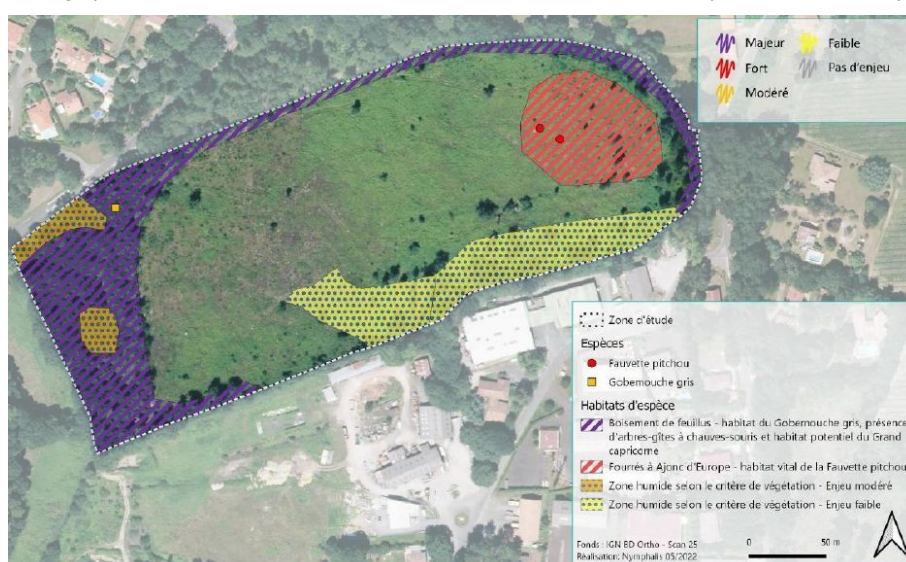 Majeur
Faible
Fort
Pas d'enjeu
Modéré
Zone d'étude
Espèces
Fauvette pitchou
Gobemouche gris
Habitats d'espèce
Boisement de feuillus - habitat du Gobemouche gris, présence
d'arbres-gîtes à chauves-souris et habitat potentiel du Grand
capricorne
Fourrés à Ajonc d'Europe - habitat vital de la Fauvette pitchou
Zone humide selon le critère de végétation - Enjeu modéré
Zone humide selon le critère de végétation - Enjeu faible
Fonds : IGN BD Ortho - Scan 25
Réalisation: Nymphalis 05/2022
0 50 m